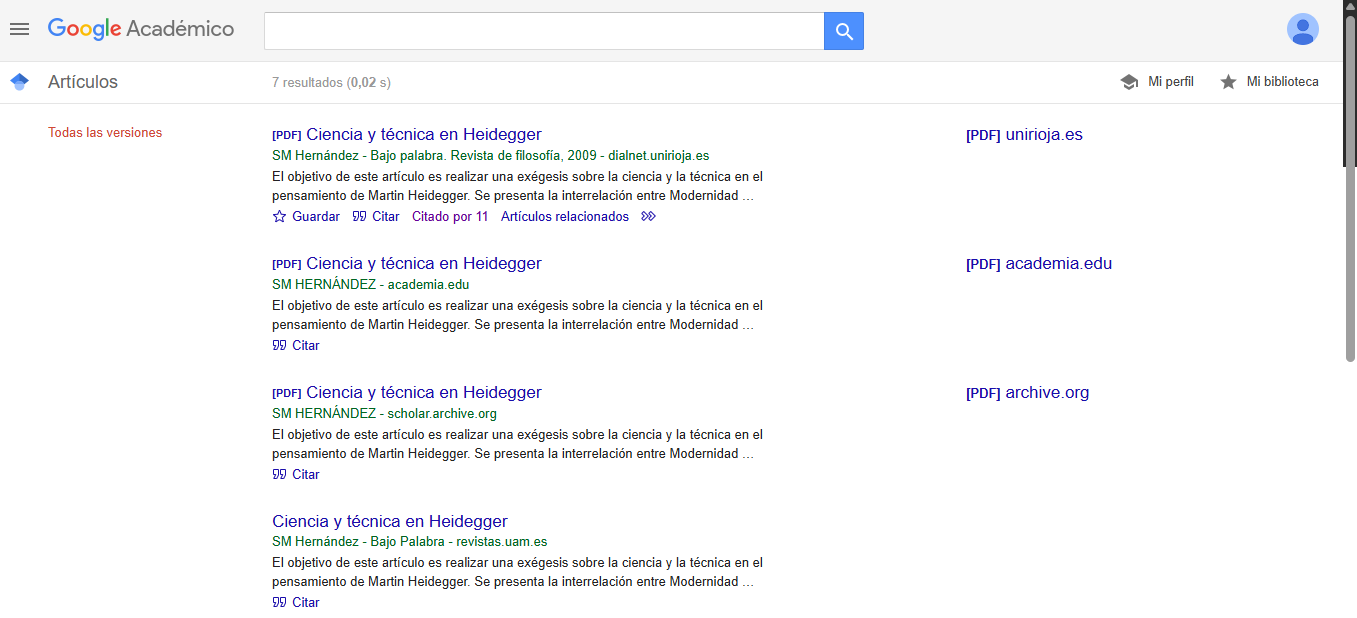 Google Académico
Artículos
7 resultados (0,02 s)
Mi perfil
Mi biblioteca
Todas las versiones
[PDF] Ciencia y técnica en Heidegger
[PDF] unirioja.es
SM Hernández - Bajo palabra. Revista de filosofía, 2009 - dialnet.unirioja.es
El objetivo de este artículo es realizar una exégesis sobre la ciencia y la técnica en el
pensamiento de Martin Heidegger. Se presenta la interrelación entre Modernidad …
Guardar Citar Citado por 11 Artículos relacionados
[PDF] Ciencia y técnica en Heidegger
[PDF] academia.edu
SM HERNÁNDEZ - academia.edu
El objetivo de este artículo es realizar una exégesis sobre la ciencia y la técnica en el
pensamiento de Martin Heidegger. Se presenta la interrelación entre Modernidad …
Citar
[PDF] Ciencia y técnica en Heidegger
[PDF] archive.org
SM HERNÁNDEZ - scholar.archive.org
El objetivo de este artículo es realizar una exégesis sobre la ciencia y la técnica en el
pensamiento de Martin Heidegger. Se presenta la interrelación entre Modernidad …
Citar
Ciencia y técnica en Heidegger
SM Hernández - Bajo Palabra - revistas.uam.es
El objetivo de este artículo es realizar una exégesis sobre la ciencia y la técnica en el
pensamiento de Martin Heidegger. Se presenta la interrelación entre Modernidad …
Citar